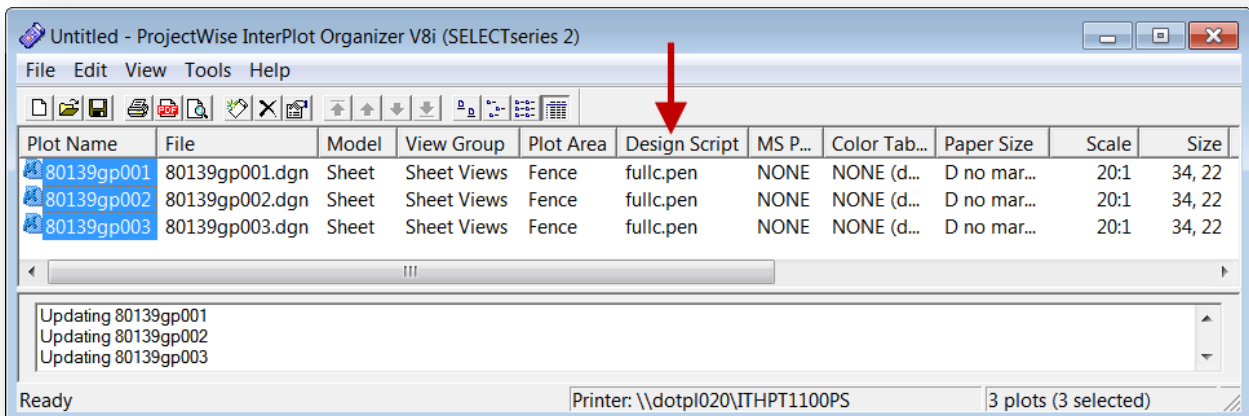 Untitled - ProjectWise InterPlot Organizer V8i (SELECTseries 2)
File Edit View Tools Help
PDF
Plot Name File Model View Group Plot Area Design Script MS P... Color Tab... Paper Size Scale Size
80139gp001 80139gp001.dgn Sheet Sheet Views Fence fullc.pen NONE NONE (d... D no mar... 20:1 34, 22
80139gp002 80139gp002.dgn Sheet Sheet Views Fence fullc.pen NONE NONE (d... D no mar... 20:1 34, 22
80139gp003 80139gp003.dgn Sheet Sheet Views Fence fullc.pen NONE NONE (d... D no mar... 20:1 34, 22
Updating 80139gp001
Updating 80139gp002
Updating 80139gp003
Ready Printer: \\dotpl020\ITHPT1100PS 3 plots (3 selected)